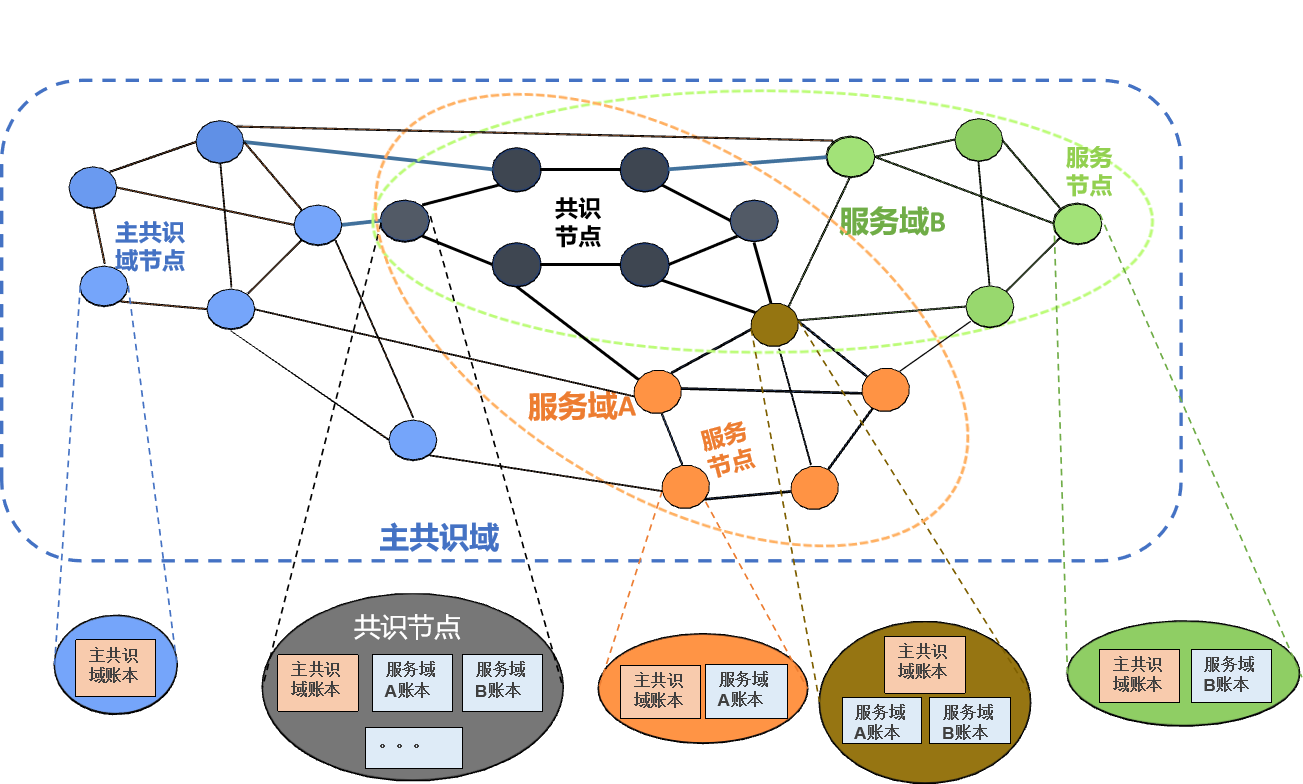 服务
节点
共识
节点
服务域B
主共识
域节点
服务域A
服务
节点
主共识域
主共识
域账本
共识节点
主共识
域账本
服务域
A账本
服务域
B账本
。。。
主共识
域账本
服务域
A账本
主共识
域账本
服务域
A账本
服务域
B账本
主共识
域账本
服务域
B账本